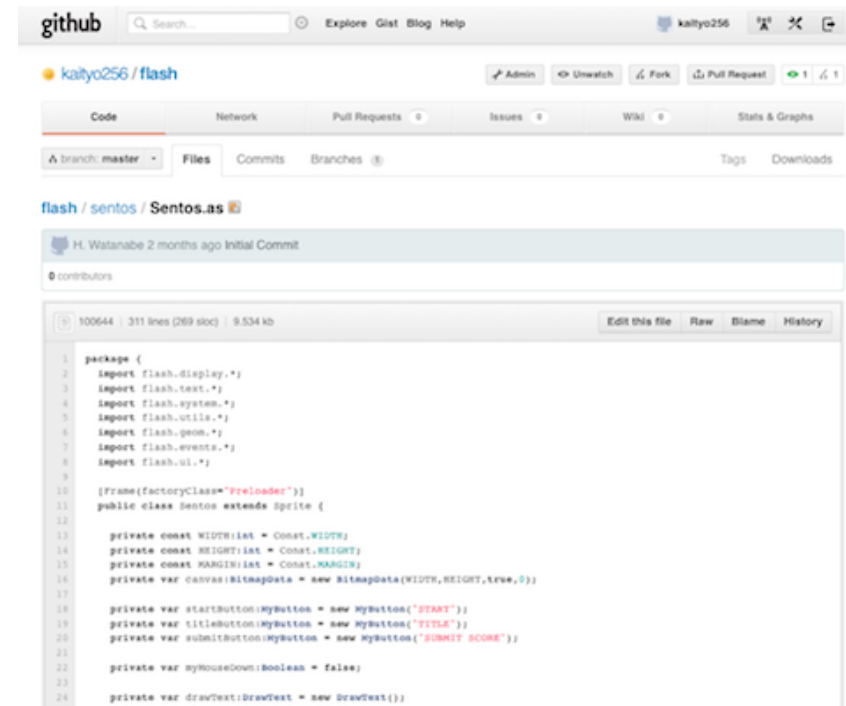 github Search... Explore Gist Blog Help kaityo256
kaityo256 / flash Admin Unwatch Fork Pull Request 1 1
Code Network Pull Requests 0 Issues 0 Wiki 0 Stats & Graphs
branch: master Files Commits Branches 1 Tags Downloads
flash / sentos / Sentos.as
H. Watanabe 2 months ago Initial Commit
0 contributors
100644 | 311 lines (269 sloc) | 9.534 kb Edit this file Raw Blame History
1 package {
2 import flash.display.*;
3 import flash.text.*;
4 import flash.system.*;
5 import flash.utils.*;
6 import flash.geom.*;
7 import flash.events.*;
8 import flash.ui.*;
9
10 [Frame(factoryClass="Preloader")]
11 public class Sentos extends Sprite {
12
13 private const WIDTH:int = Const.WIDTH;
14 private const HEIGHT:int = Const.HEIGHT;
15 private const MARGIN:int = Const.MARGIN;
16 private var canvas:BitmapData = new BitmapData(WIDTH,HEIGHT,true,0);
17
18 private var startButton:MyButton = new MyButton("START");
19 private var titleButton:MyButton = new MyButton("TITLE");
20 private var submitButton:MyButton = new MyButton("SUBMIT SCORE");
21
22 private var myMouseDown:Boolean = false;
23
24 private var drawText:DrawText = new DrawText();